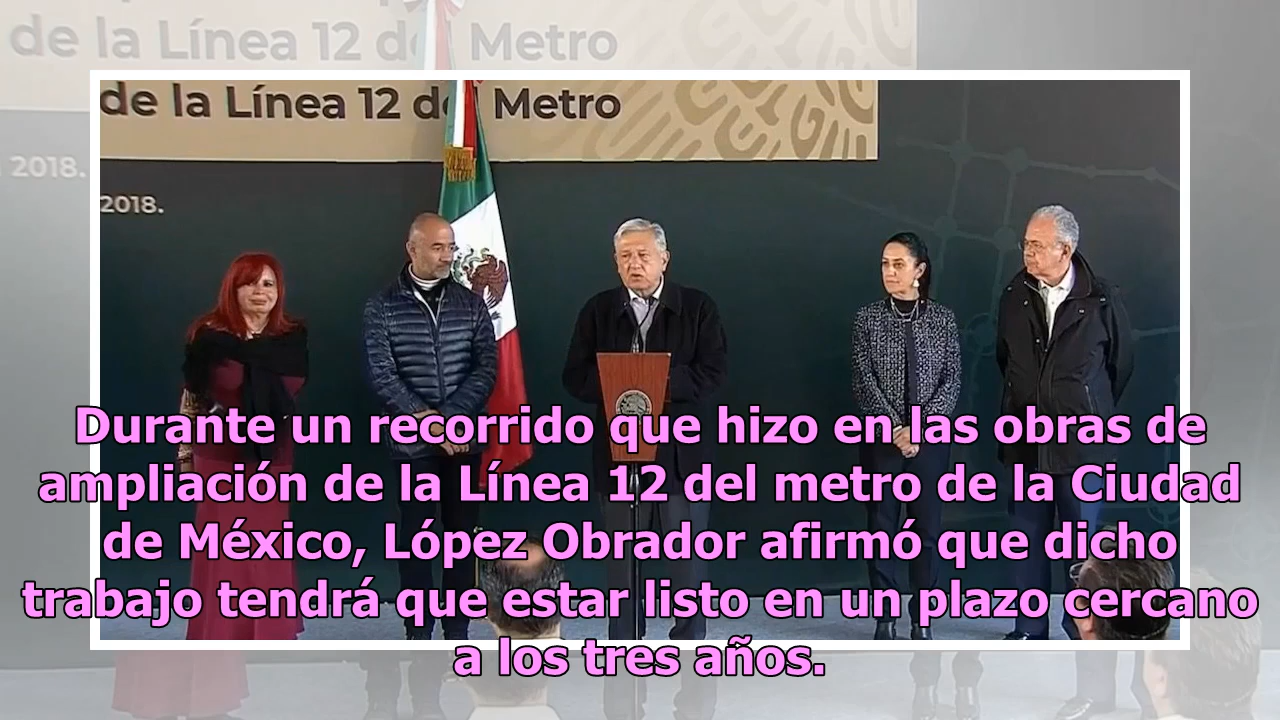 de la Línea 12 del Metro
de la Línea 12 del Metro
2018.
2018.
Durante un recorrido que hizo en las obras de
ampliación de la Línea 12 del metro de la Ciudad
de México, López Obrador afirmó que dicho
trabajo tendrá que estar listo en un plazo cercano
a los tres años.